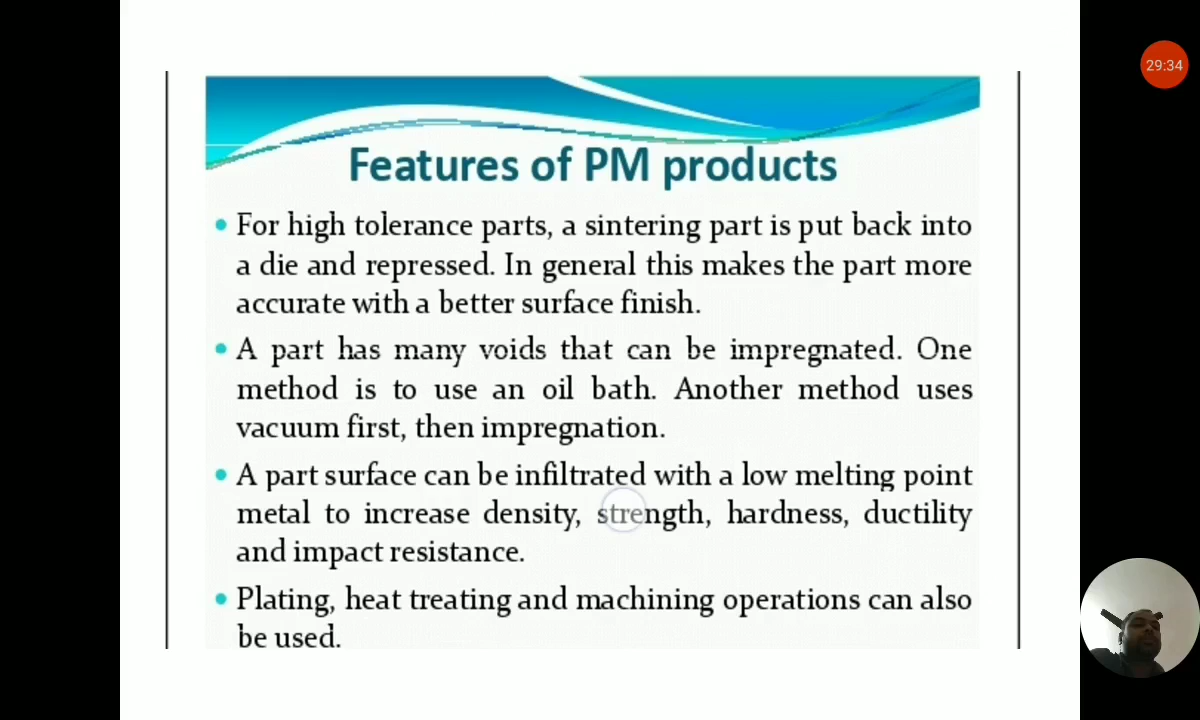 29:34
Features of PM products
• For high tolerance parts, a sintering part is put back into
a die and repressed. In general this makes the part more
accurate with a better surface finish.
• A part has many voids that can be impregnated. One
method is to use an oil bath. Another method uses
vacuum first, then impregnation.
• A part surface can be infiltrated with a low melting point
metal to increase density, strength, hardness, ductility
and impact resistance.
• Plating, heat treating and machining operations can also
be used.